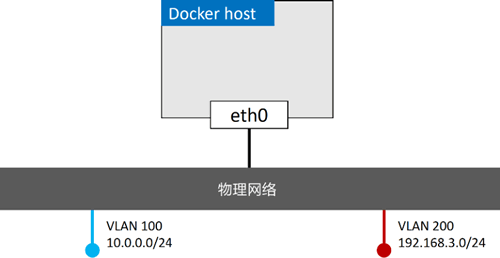 Docker host
eth0
物理网络
VLAN 100
10.0.0.0/24
VLAN 200
192.168.3.0/24